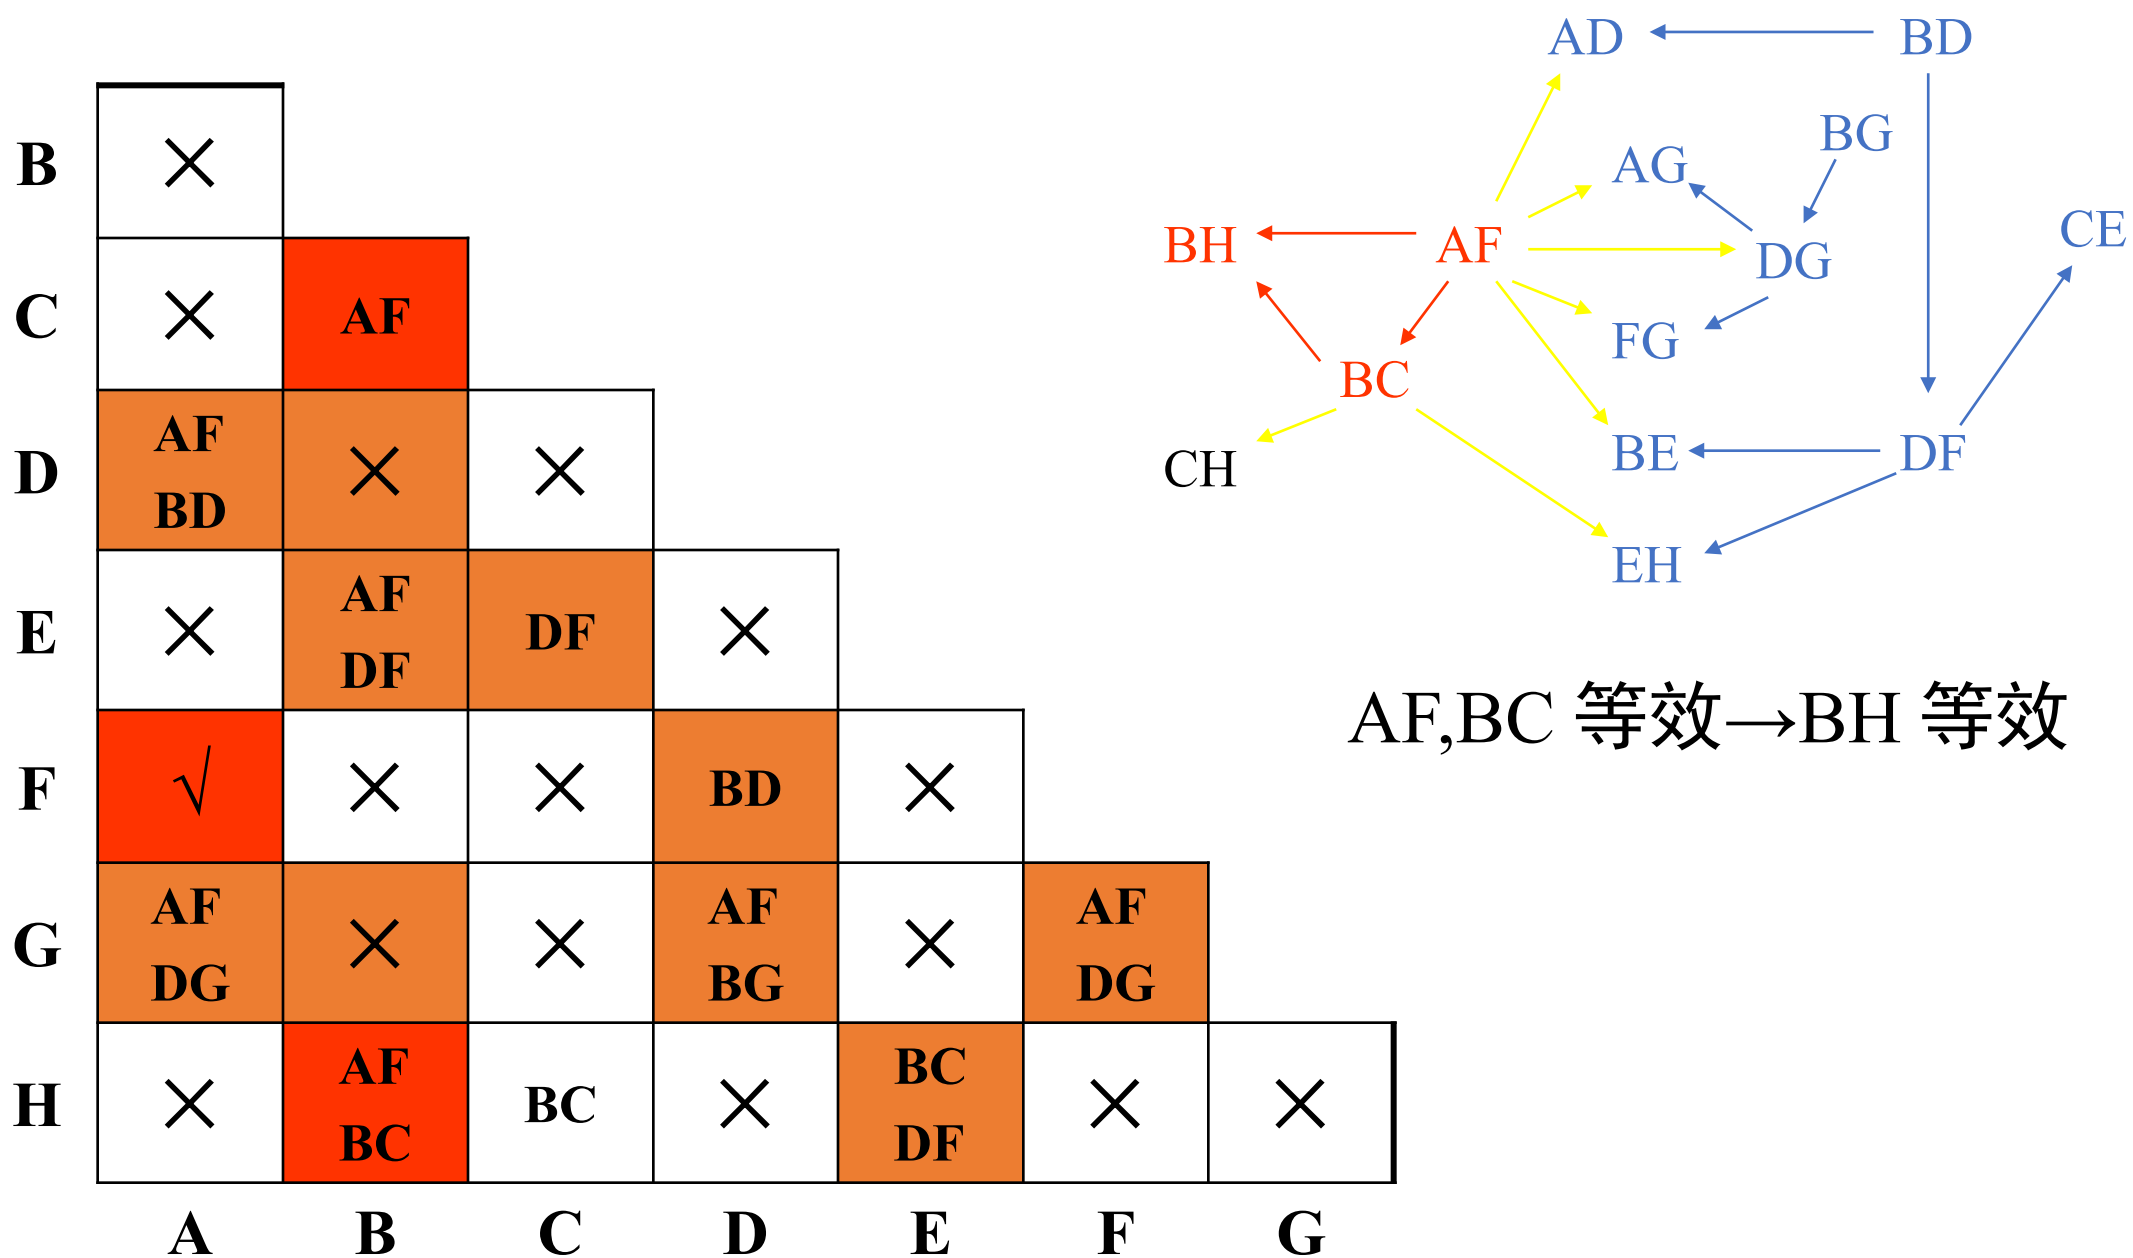 B ×
C × AF
D AF BD × ×
E × AF DF DF ×
F √ × × BD ×
G AF DG × × AF BG × AF DG
H × AF BC BC × BC DF × ×
A B C D E F G
AD BD
BG
AG
CE
BH AF DG
FG
BC
BE DF
CH
EH
AF,BC 等效→BH 等效